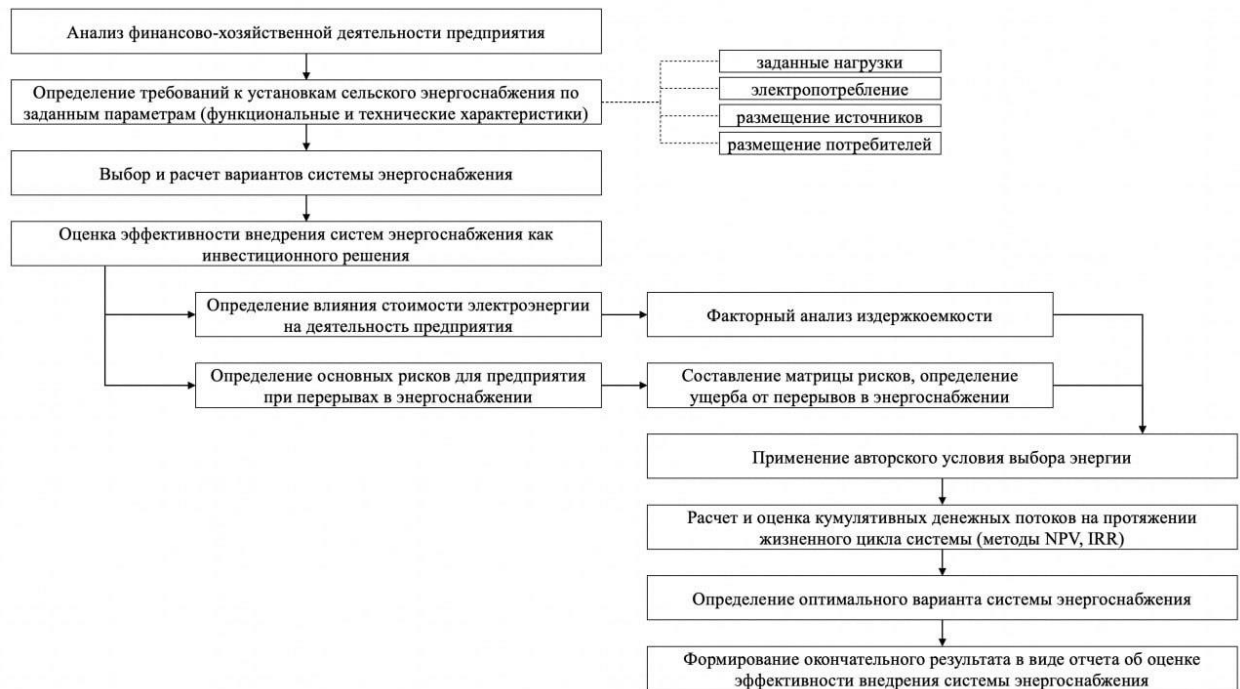 Анализ финансово-хозяйственной деятельности предприятия
Определение требований к установкам сельского энергоснабжения по
заданным параметрам (функциональные и технические характеристики)
заданные нагрузки
электропотребление
размещение источников
размещение потребителей
Выбор и расчет вариантов системы энергоснабжения
Оценка эффективности внедрения систем энергоснабжения как
инвестиционного решения
Определение влияния стоимости электроэнергии
на деятельность предприятия
Факторный анализ издержкоемкости
Определение основных рисков для предприятия
при перерывах в энергоснабжении
Составление матрицы рисков, определение
ущерба от перерывов в энергоснабжении
Применение авторского условия выбора энергии
Расчет и оценка кумулятивных денежных потоков на протяжении
жизненного цикла системы (методы NPV, IRR)
Определение оптимального варианта системы энергоснабжения
Формирование окончательного результата в виде отчета об оценке
эффективности внедрения системы энергоснабжения